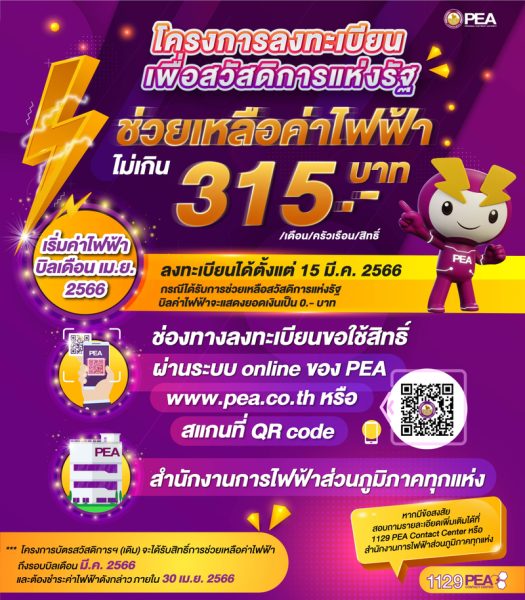 PEA
โครงการลงทะเบียน
เพื่อสวัสดิการแห่งรัฐ
ช่วยเหลือค่าไฟฟ้า
ไม่เกิน
315.-
บาท
/เดือน/ครัวเรือน/สิทธิ์
เริ่มค่าไฟฟ้า
บิลเดือน เม.ย.
2566
PEA
ลงทะเบียนได้ตั้งแต่ 15 มี.ค. 2566
กรณีได้รับการช่วยเหลือสวัสดิการแห่งรัฐ
บิลค่าไฟฟ้าจะแสดงยอดเงินเป็น 0.- บาท
ช่องทางลงทะเบียนขอใช้สิทธิ์
ผ่านระบบ online ของ PEA
www.pea.co.th หรือ
สแกนที่ QR code
PEA
PEA
สำนักงานการไฟฟ้าส่วนภูมิภาคทุกแห่ง
หากมีข้อสงสัย
สอบถามรายละเอียดเพิ่มเติมได้ที่
1129 PEA Contact Center หรือ
สำนักงานการไฟฟ้าส่วนภูมิภาคทุกแห่ง
*** โครงการบัตรสวัสดิการฯ (เดิม) จะได้รับสิทธิ์การช่วยเหลือค่าไฟฟ้า
ถึงรอบบิลเดือน มี.ค. 2566
และต้องชำระค่าไฟฟ้าดังกล่าว ภายใน 30 เม.ย. 2566
1129 PEA
CONTACT CENTER